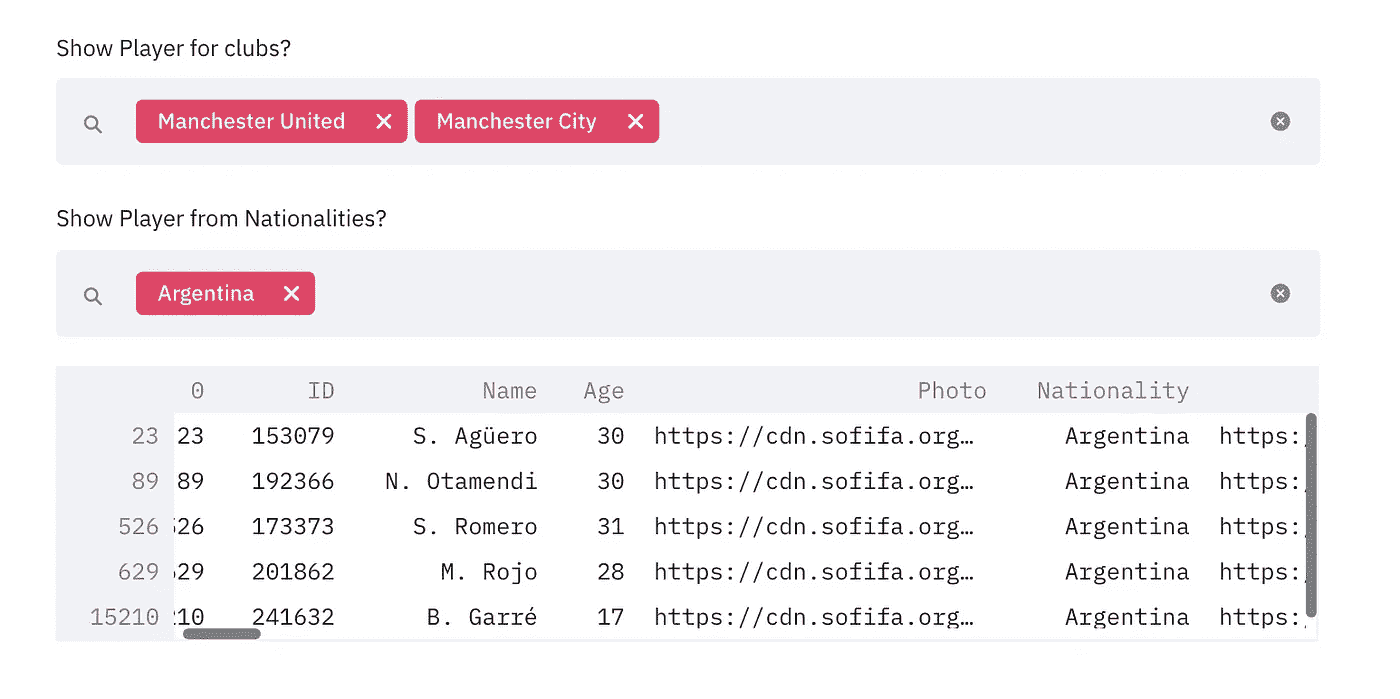 Show Player for clubs?
Manchester United Manchester City
Show Player from Nationalities?
Argentina
0 ID Name Age Photo Nationality
23 23 153079 S. Agüero 30 https://cdn.sofifa.org… Argentina https:/
89 89 192366 N. Otamendi 30 https://cdn.sofifa.org… Argentina https:/
526 526 173373 S. Romero 31 https://cdn.sofifa.org… Argentina https:/
629 629 201862 M. Rojo 28 https://cdn.sofifa.org… Argentina https:/
15210 210 241632 B. Garré 17 https://cdn.sofifa.org… Argentina https:/